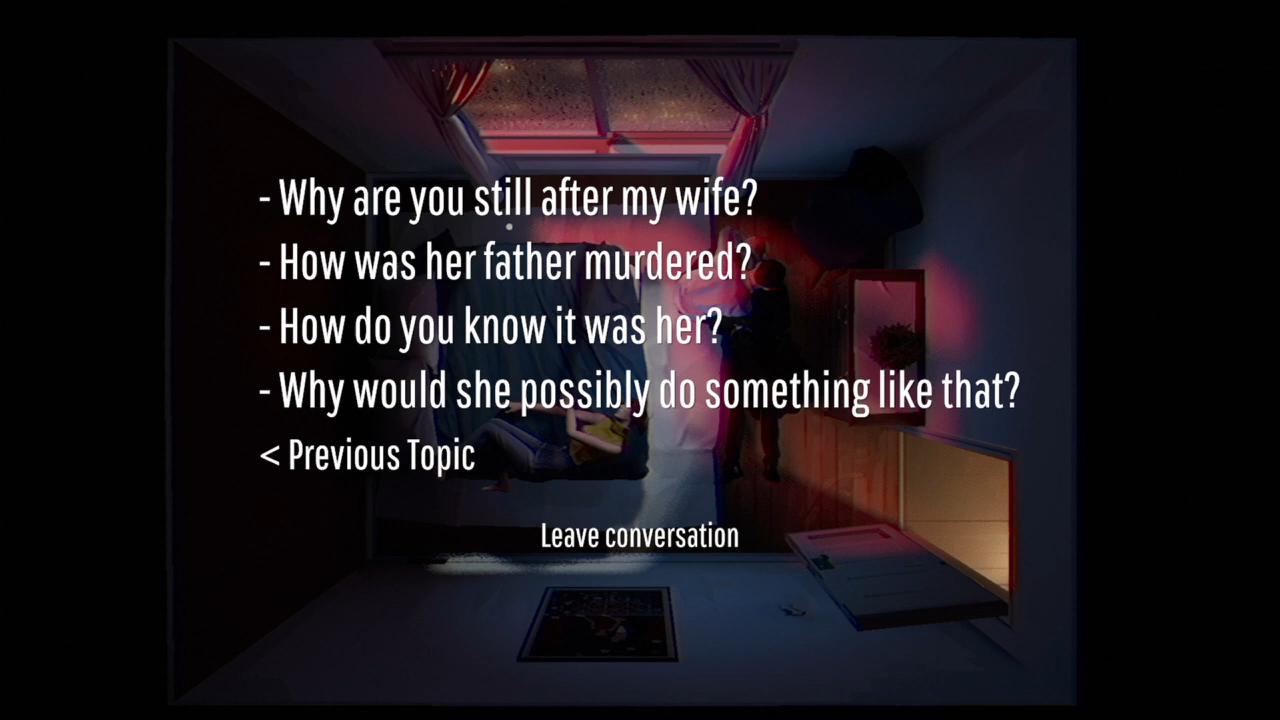 - Why are you still after my wife?
- How was her father murdered?
- How do you know it was her?
- Why would she possibly do something like that?
< Previous Topic
Leave conversation